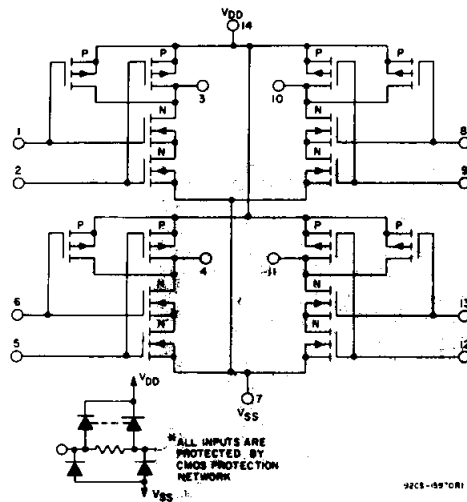 VDD
14
P P P P
3 10
N N
1 8
N N
2 9
P P P P
4 11
6 N N 13
5 N N 12
7
VSS
VDD
*ALL INPUTS ARE
PROTECTED BY
CMOS PROTECTION
NETWORK
VSS